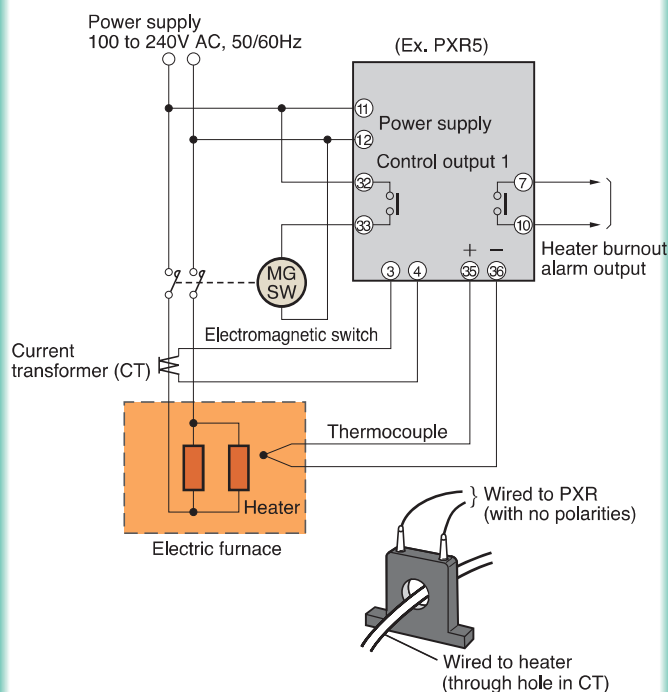 Power supply
100 to 240V AC, 50/60Hz
(Ex. PXR5)
11
Power supply
12
Control output 1
32
7
33
10
Heater burnout
alarm output
+
−
3
4
35
36
MG
SW
Electromagnetic switch
Current
transformer (CT)
Thermocouple
Heater
Electric furnace
Wired to PXR
(with no polarities)
Wired to heater
(through hole in CT)